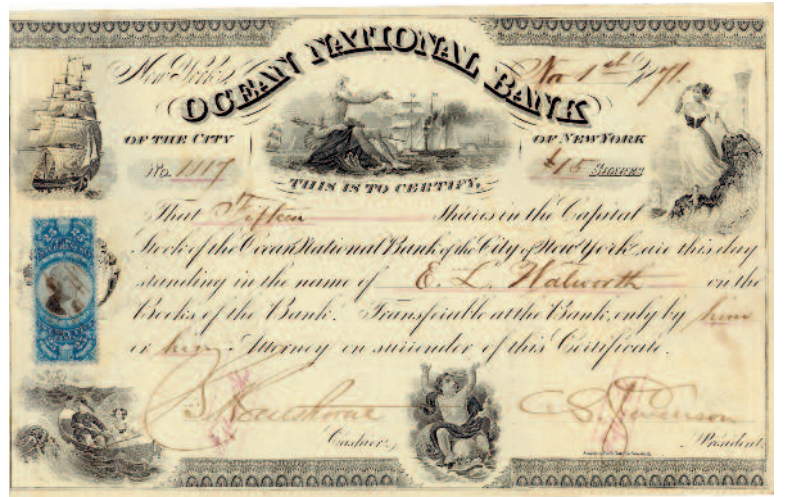 OCEAN NATIONAL BANK
New York, Nov 1st 1871.
OF THE CITY OF NEW YORK
No. 1117 15 SHARES
THIS IS TO CERTIFY,
That Fifteen Shares in the Capital
Stock of the Ocean National Bank of the City of New York, are this day
standing in the name of E. L. Walworth on the
Books of the Bank. Transferable at the Bank, only by him
or his Attorney on surrender of this Certificate.
25 25
Cashier, President